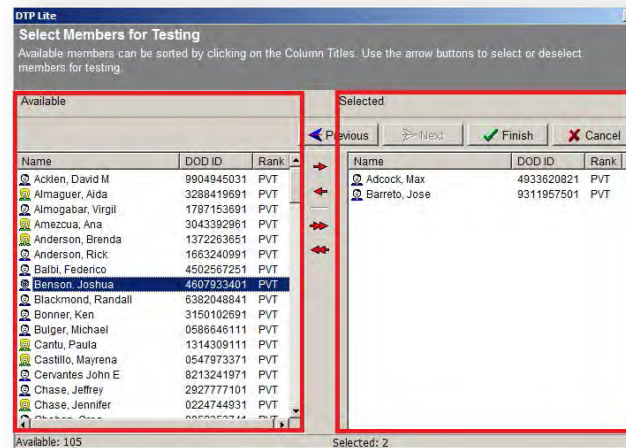 DTP Lite
Select Members for Testing
Available members can be sorted by clicking on the Column Titles. Use the arrow buttons to select or deselect
members for testing.
Available
Selected
Previous Next Finish Cancel
Name DOD ID Rank
Ackien, David M 9904945031 PVT
Almaguer, Aida 3288419691 PVT
Almogabar, Virgil 1787153691 PVT
Amezcua, Ana 3043392961 PVT
Anderson, Brenda 1372263651 PVT
Anderson, Rick 1663240991 PVT
Balbi, Federico 4502567251 PVT
Benson, Joshua 4607933401 PVT
Blackmond, Randall 6382048841 PVT
Bonner, Ken 3150102691 PVT
Bulger, Michael 0586646111 PVT
Cantu, Paula 1314309111 PVT
Castillo, Mayrena 0547973371 PVT
Cervantes John E 8213241971 PVT
Chase, Jeffrey 2927777101 PVT
Chase, Jennifer 0224744931 PVT
Name DOD ID Rank
Adcock, Max 4933620821 PVT
Barreto, Jose 9311957501 PVT
Available: 105
Selected: 2